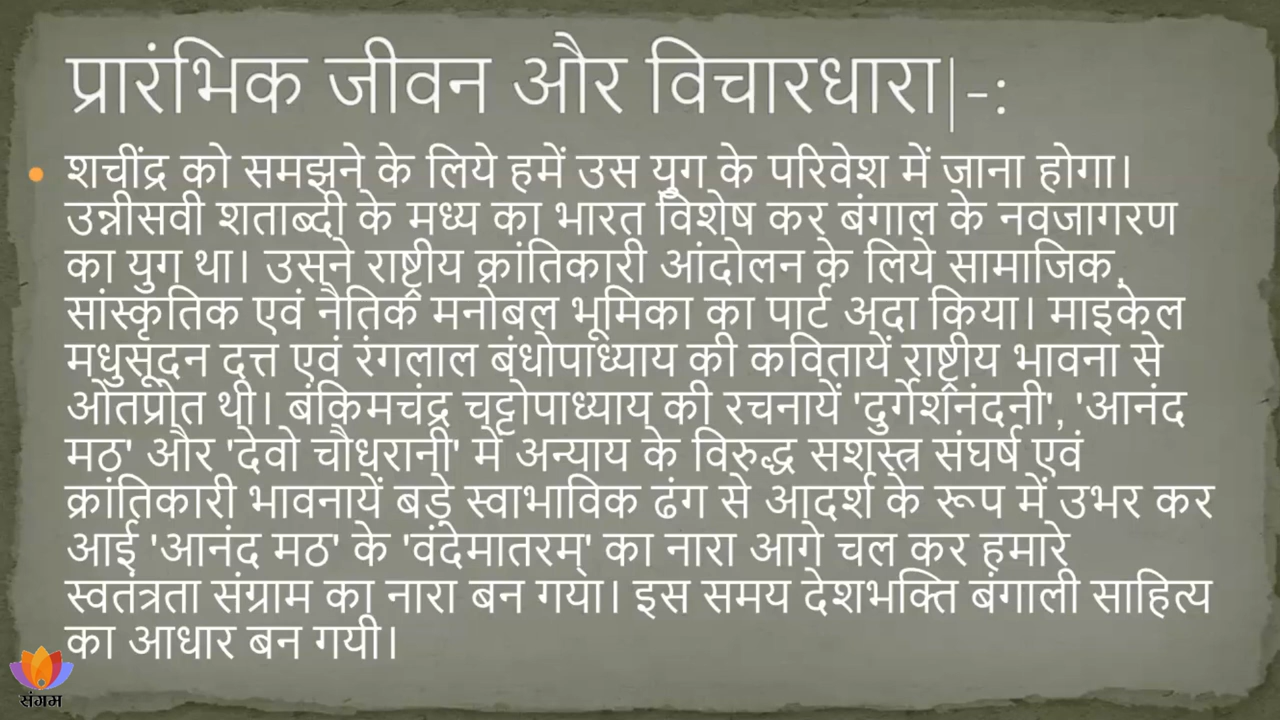 प्रारंभिक जीवन और विचारधारा|-:
• शचींद्र को समझने के लिये हमें उस युग के परिवेश में जाना होगा।
उन्नीसवी शताब्दी के मध्य का भारत विशेष कर बंगाल के नवजागरण
का युग था। उसने राष्ट्रीय क्रांतिकारी आंदोलन के लिये सामाजिक,
सांस्कृतिक एवं नैतिक मनोबल भूमिका का पार्ट अदा किया। माइकेल
मधुसूदन दत्त एवं रंगलाल बंधोपाध्याय की कवितायें राष्ट्रीय भावना से
ओतप्रोत थी। बंकिमचंद्र चट्टोपाध्याय की रचनायें 'दुर्गेशनंदनी', 'आनंद
मठ' और 'देवो चौधरानी' में अन्याय के विरुद्ध सशस्त्र संघर्ष एवं
क्रांतिकारी भावनायें बड़े स्वाभाविक ढंग से आदर्श के रूप में उभर कर
आई 'आनंद मठ' के 'वंदेमातरम्' का नारा आगे चल कर हमारे
स्वतंत्रता संग्राम का नारा बन गया। इस समय देशभक्ति बंगाली साहित्य
का आधार बन गयी।
संगम